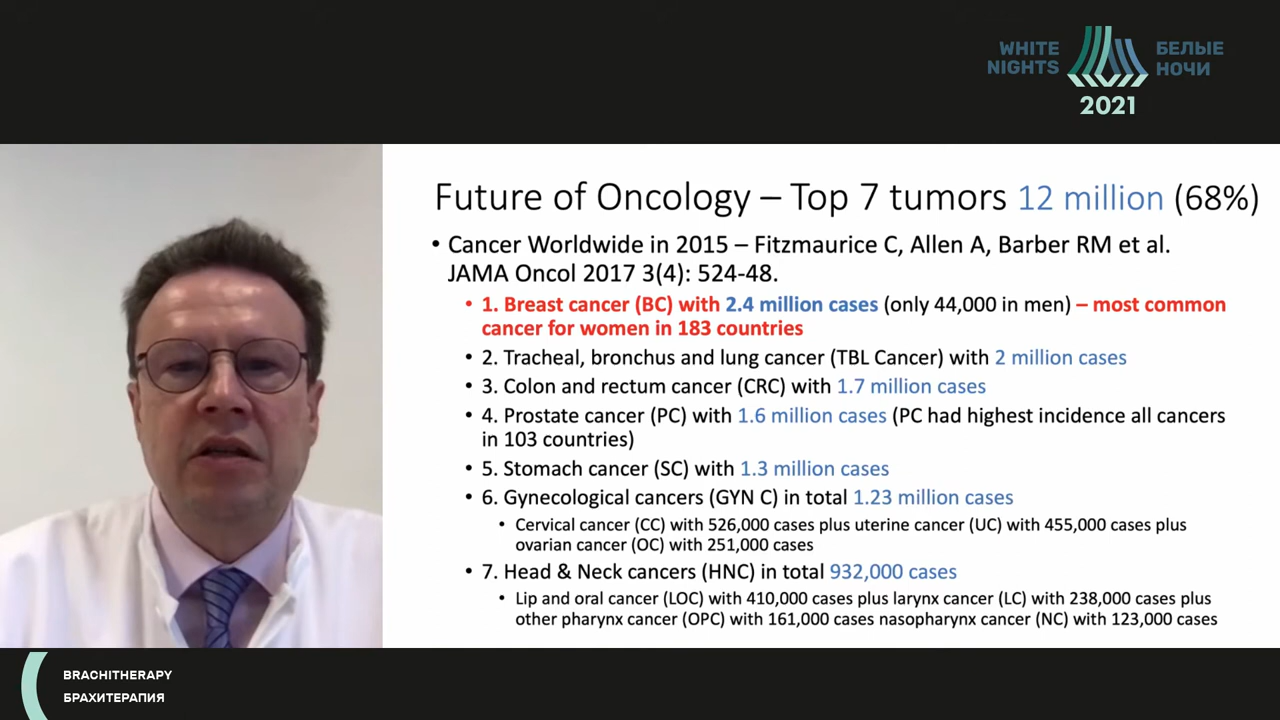 WHITE
NIGHTS
БЕЛЫЕ
НОЧИ
2021
Future of Oncology – Top 7 tumors 12 million (68%)
• Cancer Worldwide in 2015 – Fitzmaurice C, Allen A, Barber RM et al.
JAMA Oncol 2017 3(4): 524-48.
• 1. Breast cancer (BC) with 2.4 million cases (only 44,000 in men) – most common
cancer for women in 183 countries
• 2. Tracheal, bronchus and lung cancer (TBL Cancer) with 2 million cases
• 3. Colon and rectum cancer (CRC) with 1.7 million cases
• 4. Prostate cancer (PC) with 1.6 million cases (PC had highest incidence all cancers
in 103 countries)
• 5. Stomach cancer (SC) with 1.3 million cases
• 6. Gynecological cancers (GYN C) in total 1.23 million cases
• Cervical cancer (CC) with 526,000 cases plus uterine cancer (UC) with 455,000 cases plus
ovarian cancer (OC) with 251,000 cases
• 7. Head & Neck cancers (HNC) in total 932,000 cases
• Lip and oral cancer (LOC) with 410,000 cases plus larynx cancer (LC) with 238,000 cases plus
other pharynx cancer (OPC) with 161,000 cases nasopharynx cancer (NC) with 123,000 cases
BRACHITHERAPY
БРАХИТЕРАПИЯ